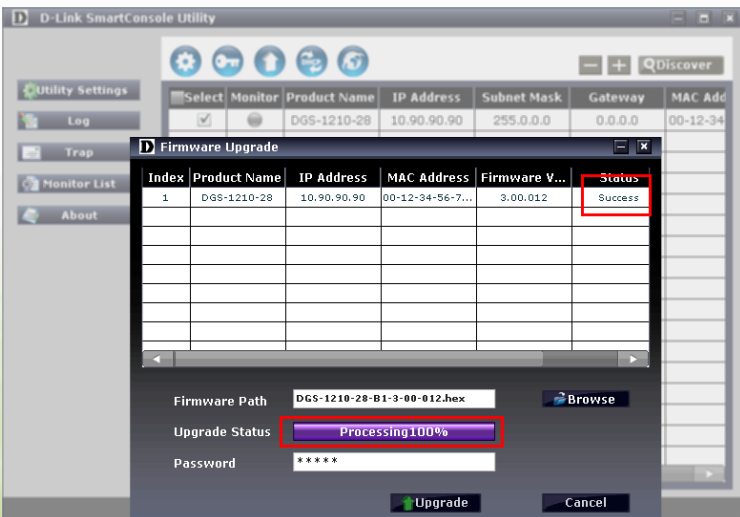 D-Link SmartConsole Utility
Discover
Utility Settings
Log
Trap
Monitor List
About
Select Monitor Product Name IP Address Subnet Mask Gateway MAC Add
DGS-1210-28 10.90.90.90 255.0.0.0 0.0.0.0 00-12-34
D Firmware Upgrade
Index Product Name IP Address MAC Address Firmware V... Status
1 DGS-1210-28 10.90.90.90 00-12-34-56-7... 3.00.012 Success
Firmware Path DGS-1210-28-B1-3-00-012.hex Browse
Upgrade Status Processing100%
Password *****
Upgrade Cancel